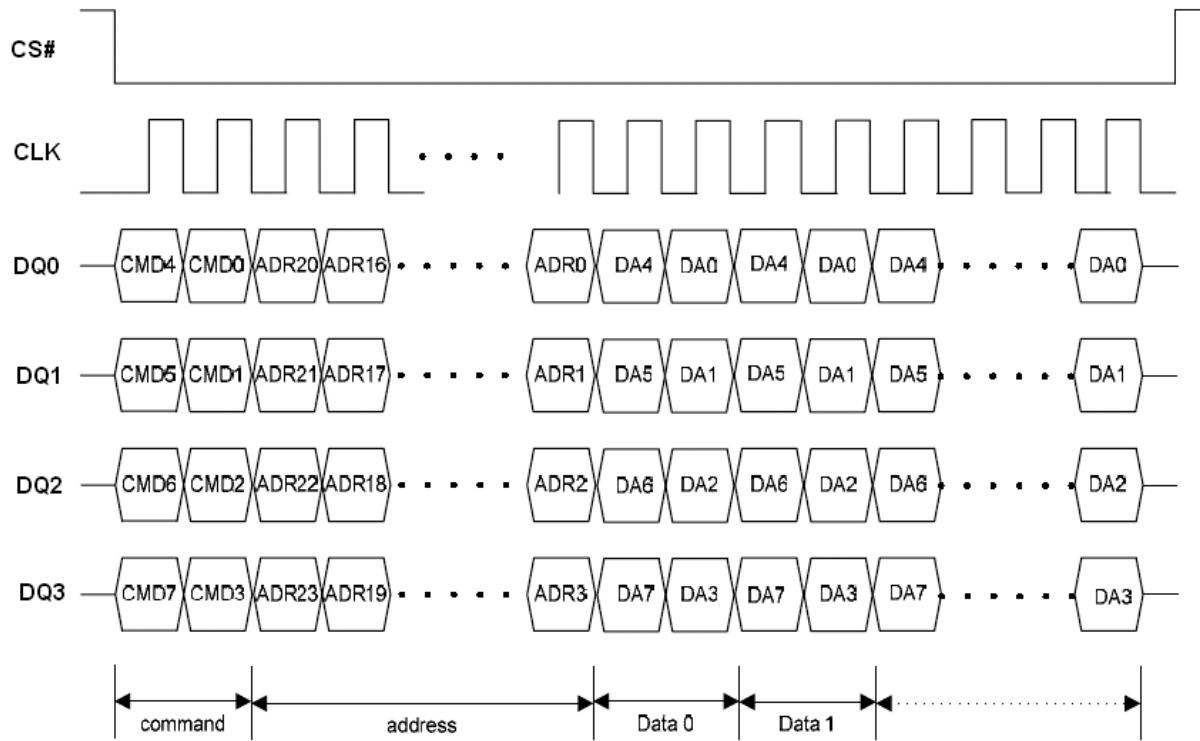 CS#
CLK
DQ0 CMD4 CMD0 ADR20 ADR16 ADR0 DA4 DA0 DA4 DA0 DA4 DA0
DQ1 CMD5 CMD1 ADR21 ADR17 ADR1 DA5 DA1 DA5 DA1 DA5 DA1
DQ2 CMD6 CMD2 ADR22 ADR18 ADR2 DA6 DA2 DA6 DA2 DA6 DA2
DQ3 CMD7 CMD3 ADR23 ADR19 ADR3 DA7 DA3 DA7 DA3 DA7 DA3
command address Data 0 Data 1